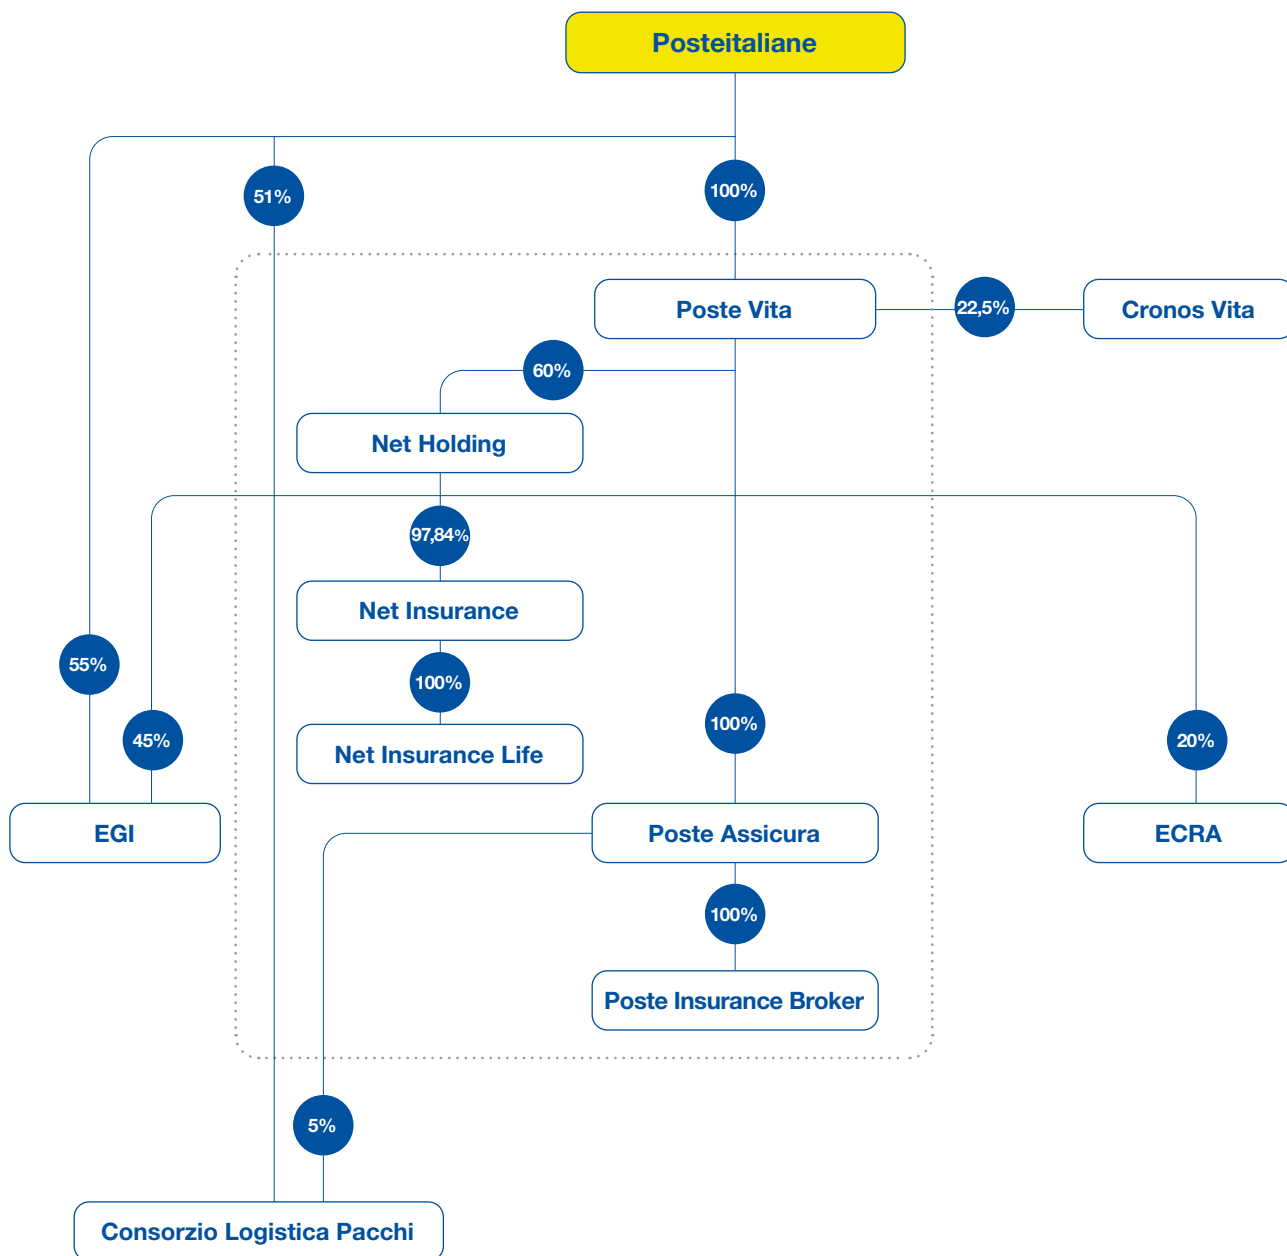 Posteitaliane
51%
100%
Poste Vita
22,5%
Cronos Vita
60%
Net Holding
97,84%
Net Insurance
55%
100%
45%
Net Insurance Life
100%
20%
EGI
Poste Assicura
ECRA
100%
Poste Insurance Broker
5%
Consorzio Logistica Pacchi